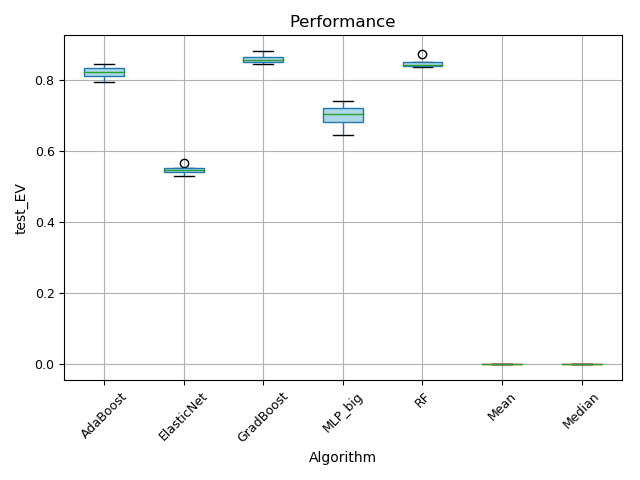 Performance
test_EV
0.8
0.6
0.4
0.2
0.0
AdaBoost
ElasticNet
GradBoost
MLP_big
RF
Mean
Median
Algorithm